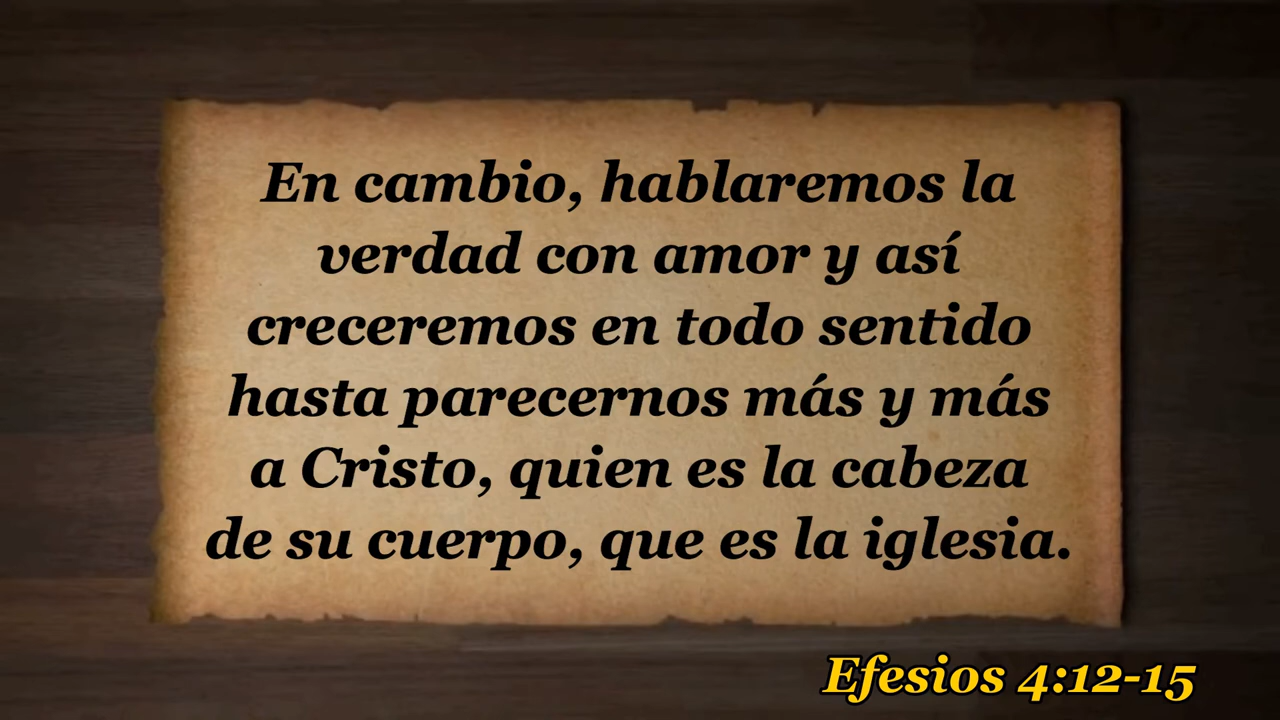 En cambio, hablaremos la
verdad con amor y así
creceremos en todo sentido
hasta parecernos más y más
a Cristo, quien es la cabeza
de su cuerpo, que es la iglesia.
Efesios 4:12-15